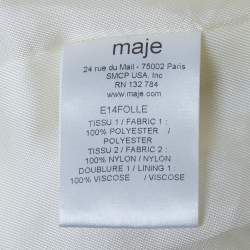 maje
24 rue du Mail - 75002 Paris
SMCP USA, Inc
RN 132 784
www.maje.com
E14FOLLE
TISSU 1 / FABRIC 1 :
100% POLYESTER /
POLYESTER
TISSU 2 / FABRIC 2 :
100% NYLON / NYLON
DOUBLURE 1 / LINING 1 :
100% VISCOSE / VISCOSE